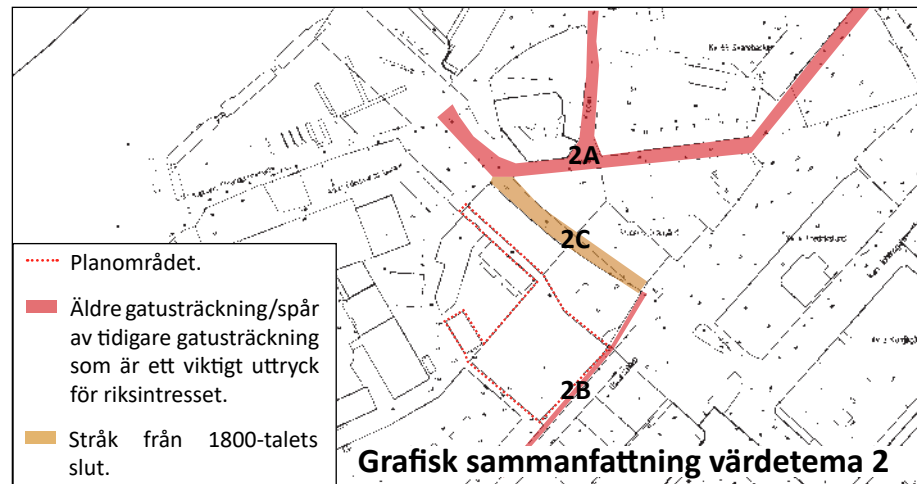 2A
2C
2B
Planområdet.
Äldre gatusträckning/spår
av tidigare gatusträckning
som är ett viktigt uttryck
för riksintresset.
Stråk från 1800-talets
slut.
Grafisk sammanfattning värdetema 2